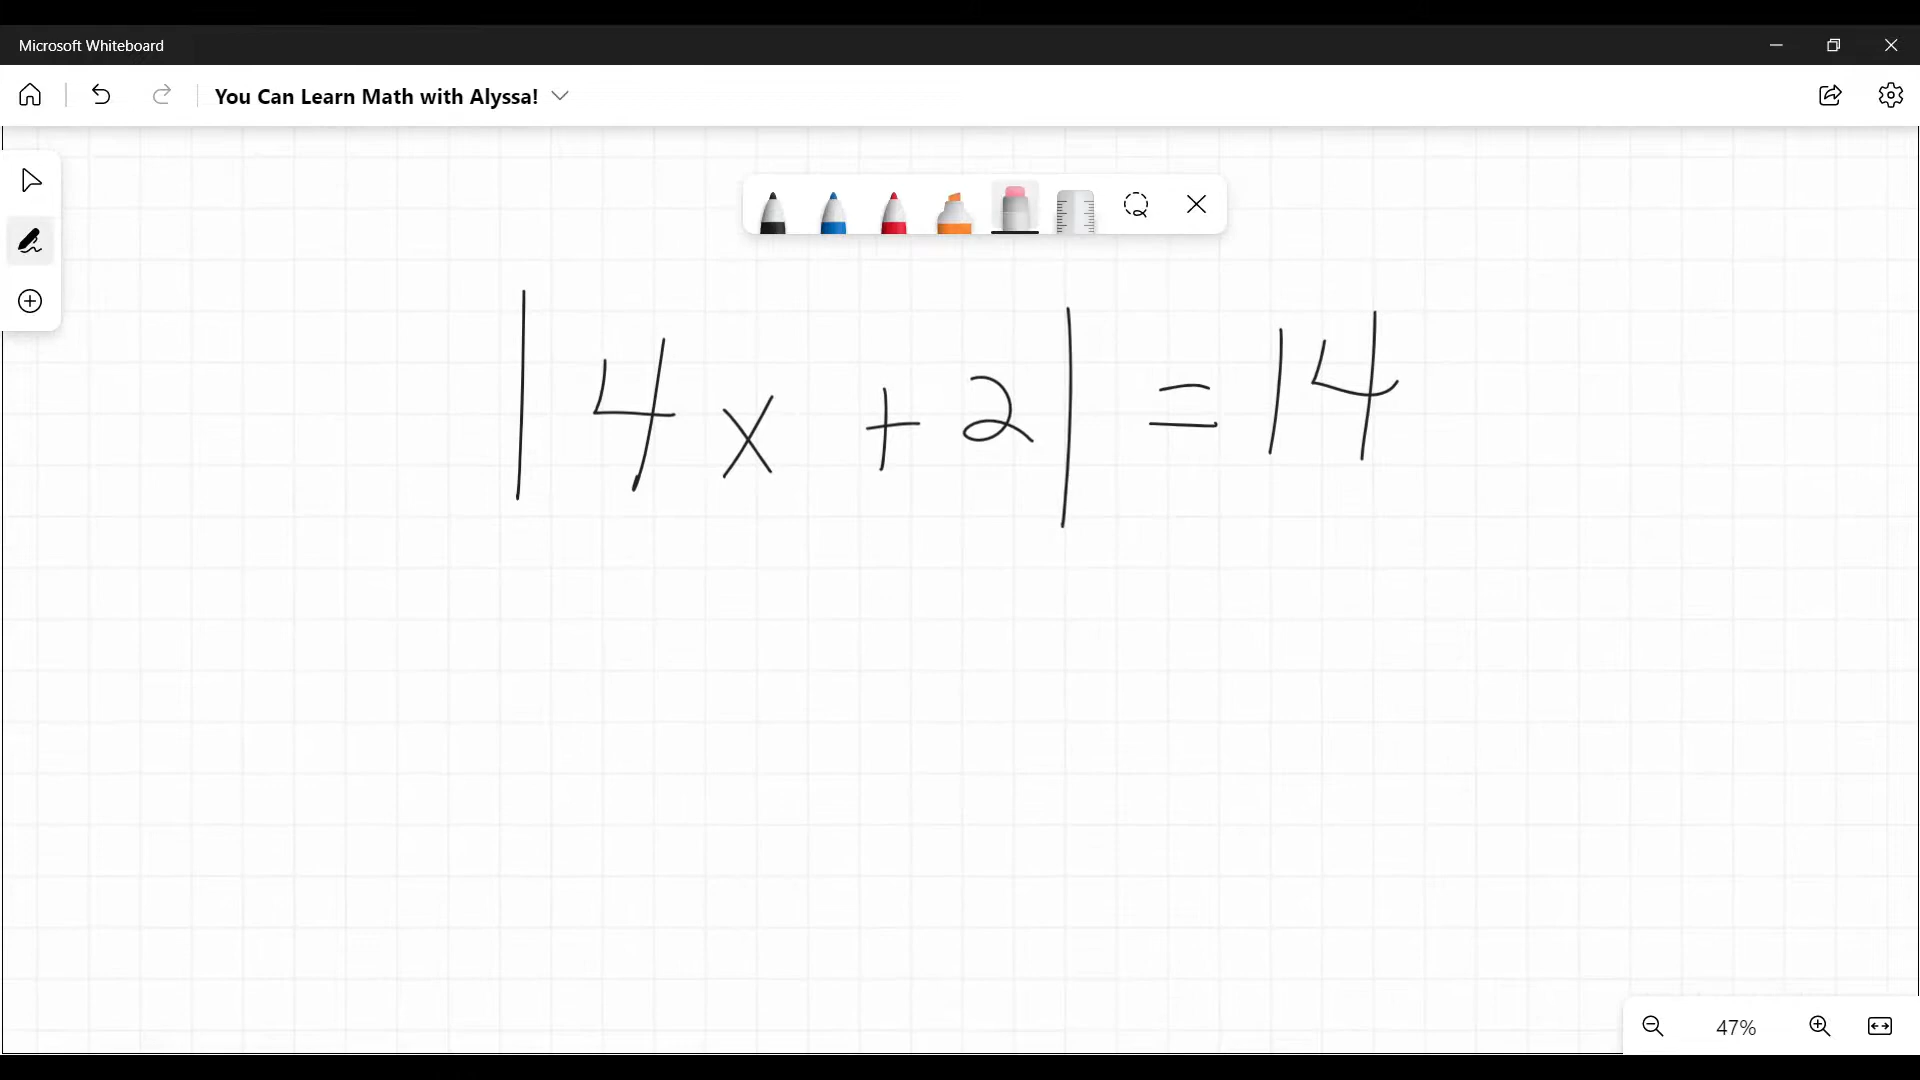 Microsoft Whiteboard
You Can Learn Math with Alyssa!
|4x + 2| = 14
47%